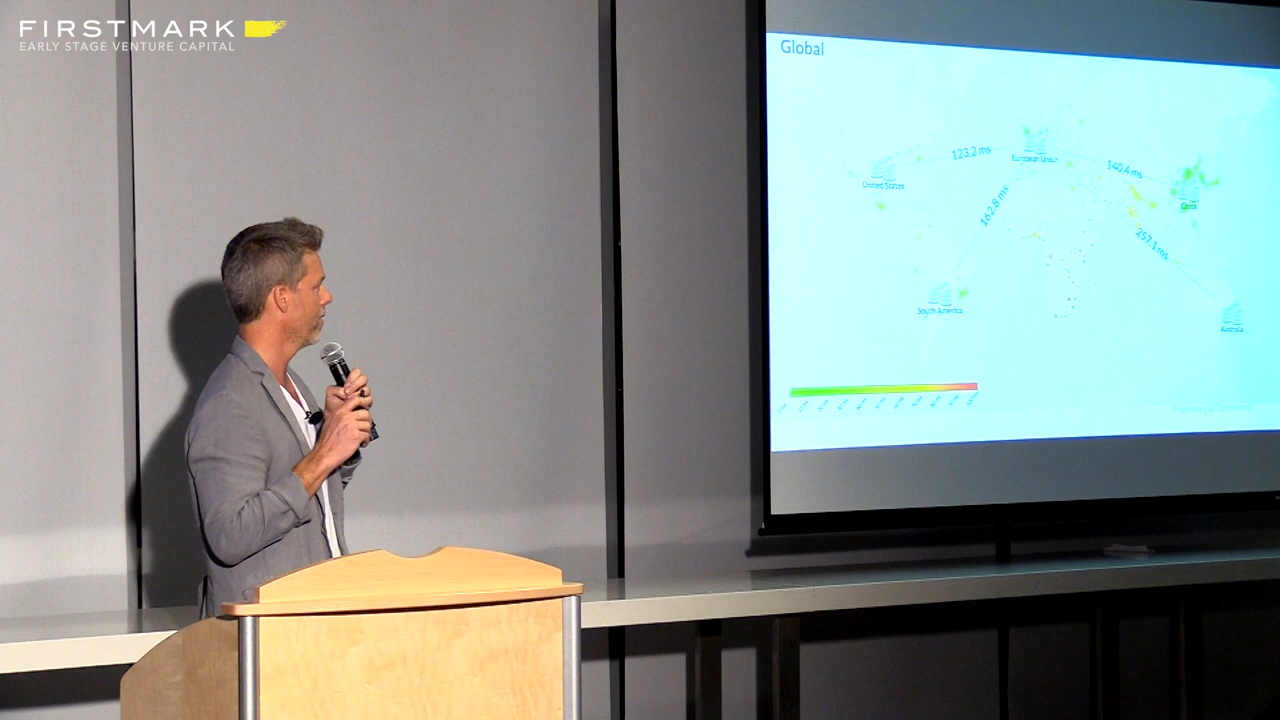 FIRSTMARK
EARLY STAGE VENTURE CAPITAL
Global
123.2 ms
European Union
140.4 ms
United States
China
162.8 ms
257.1 ms
South America
Australia